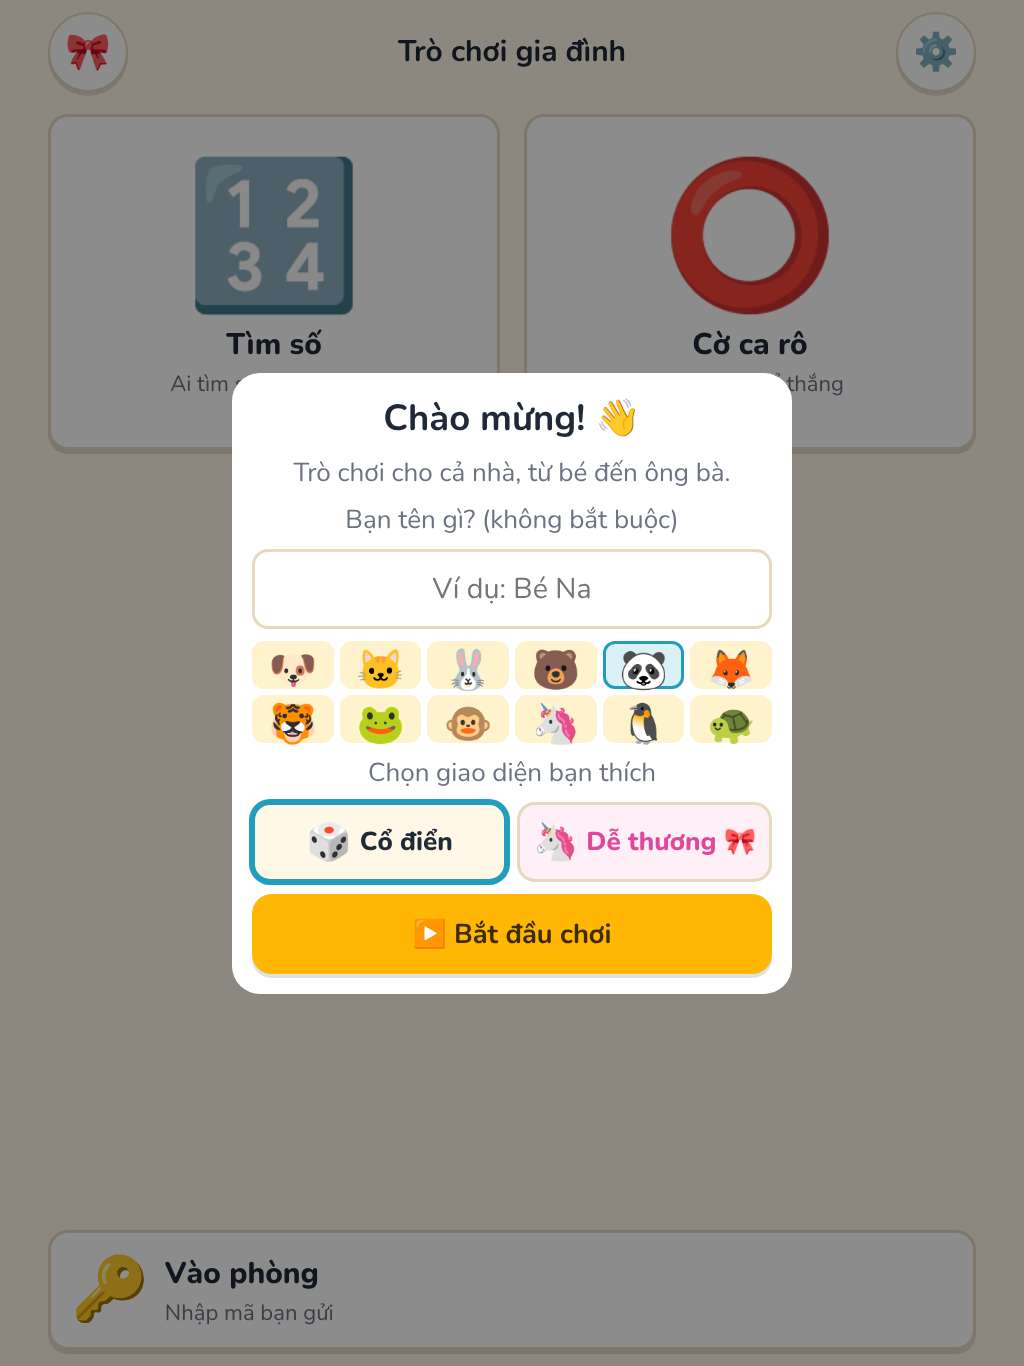 Trò chơi gia đình
1 2
3 4
Tìm số
Cờ ca rô
Ai tìm
thắng
Chào mừng! 👋
Trò chơi cho cả nhà, từ bé đến ông bà.
Bạn tên gì? (không bắt buộc)
Ví dụ: Bé Na
Chọn giao diện bạn thích
Cổ điển
Dễ thương 🎀
Bắt đầu chơi
Vào phòng
Nhập mã bạn gửi